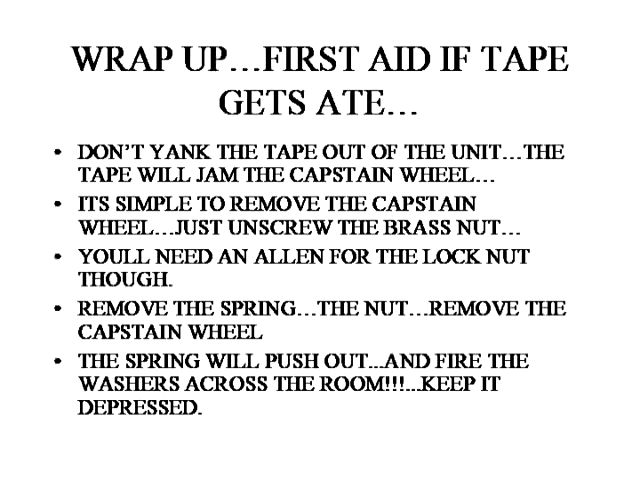 WRAP UP…FIRST AID IF TAPE
GETS ATE…
• DON’T YANK THE TAPE OUT OF THE UNIT…THE
TAPE WILL JAM THE CAPSTAIN WHEEL…
• ITS SIMPLE TO REMOVE THE CAPSTAIN
WHEEL…JUST UNSCREW THE BRASS NUT…
• YOULL NEED AN ALLEN FOR THE LOCK NUT
THOUGH.
• REMOVE THE SPRING…THE NUT…REMOVE THE
CAPSTAIN WHEEL
• THE SPRING WILL PUSH OUT...AND FIRE THE
WASHERS ACROSS THE ROOM!!!...KEEP IT
DEPRESSED.